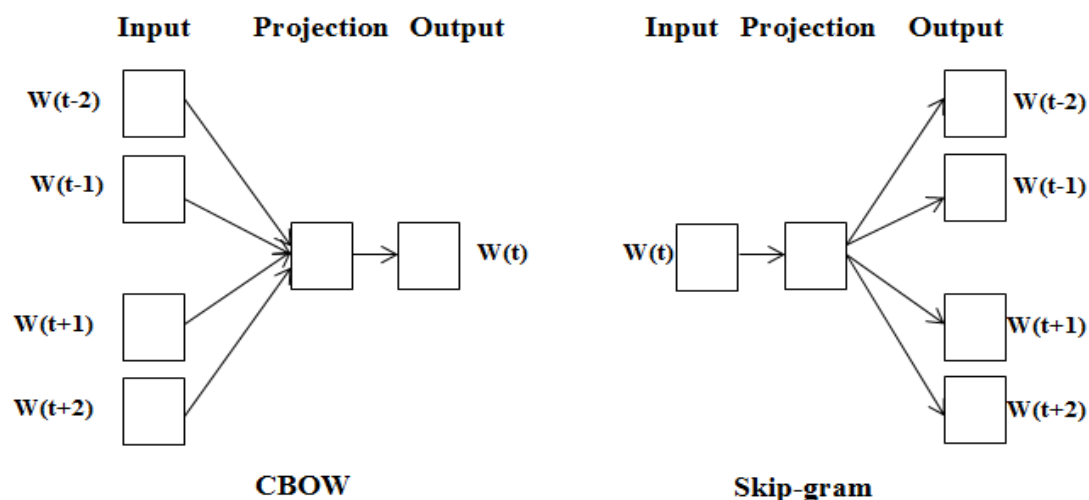 Input Projection Output
W(t-2)
W(t-1)
W(t)
W(t+1)
W(t+2)
CBOW
Input Projection Output
W(t-2)
W(t-1)
W(t)
W(t+1)
W(t+2)
Skip-gram